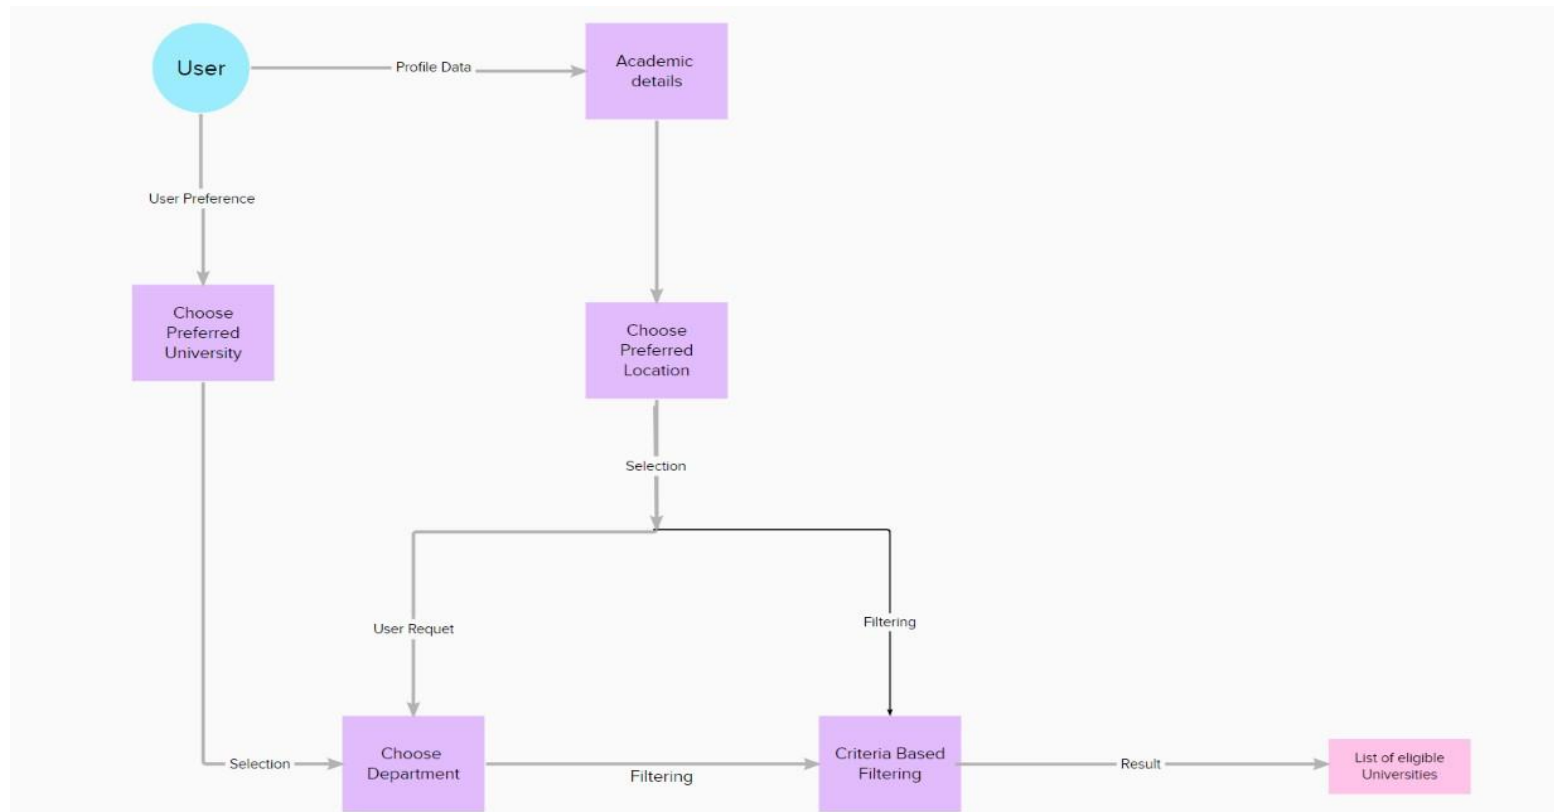 User
Profile Data
Academic
details
User Preference
Choose
Preferred
University
Choose
Preferred
Location
Selection
User Requet
Filtering
Selection
Choose
Department
Filtering
Criteria Based
Filtering
Result
List of eligible
Universities